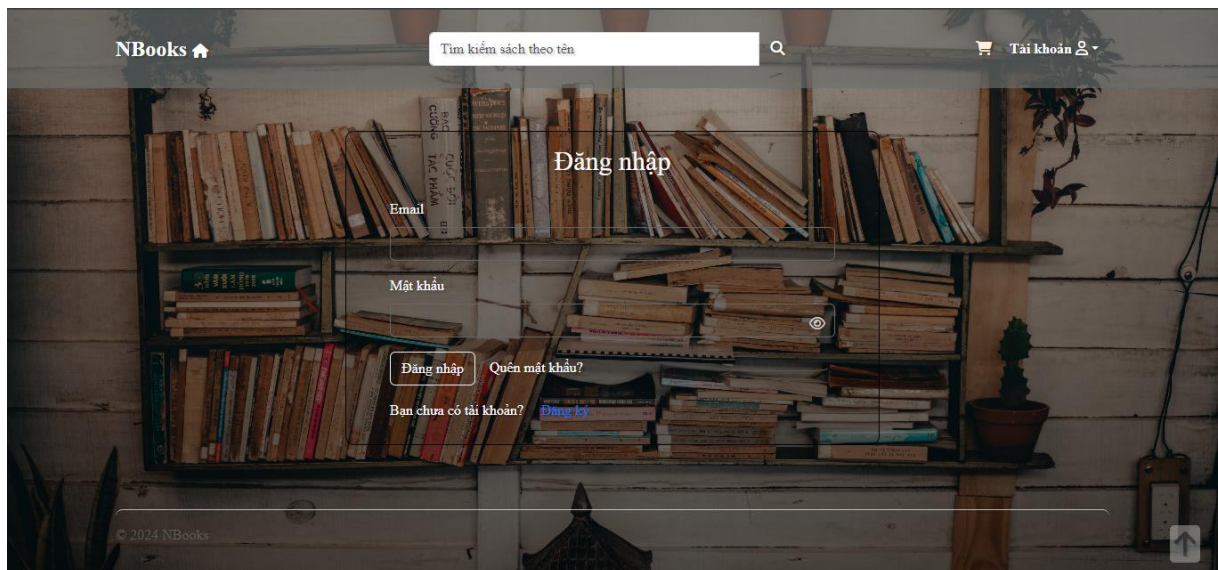 NBooks
Tìm kiếm sách theo tên
Tài khoản
Đăng nhập
Email
Mật khẩu
Đăng nhập Quên mật khẩu?
Bạn chưa có tài khoản? Đăng ký
© 2024 NBooks